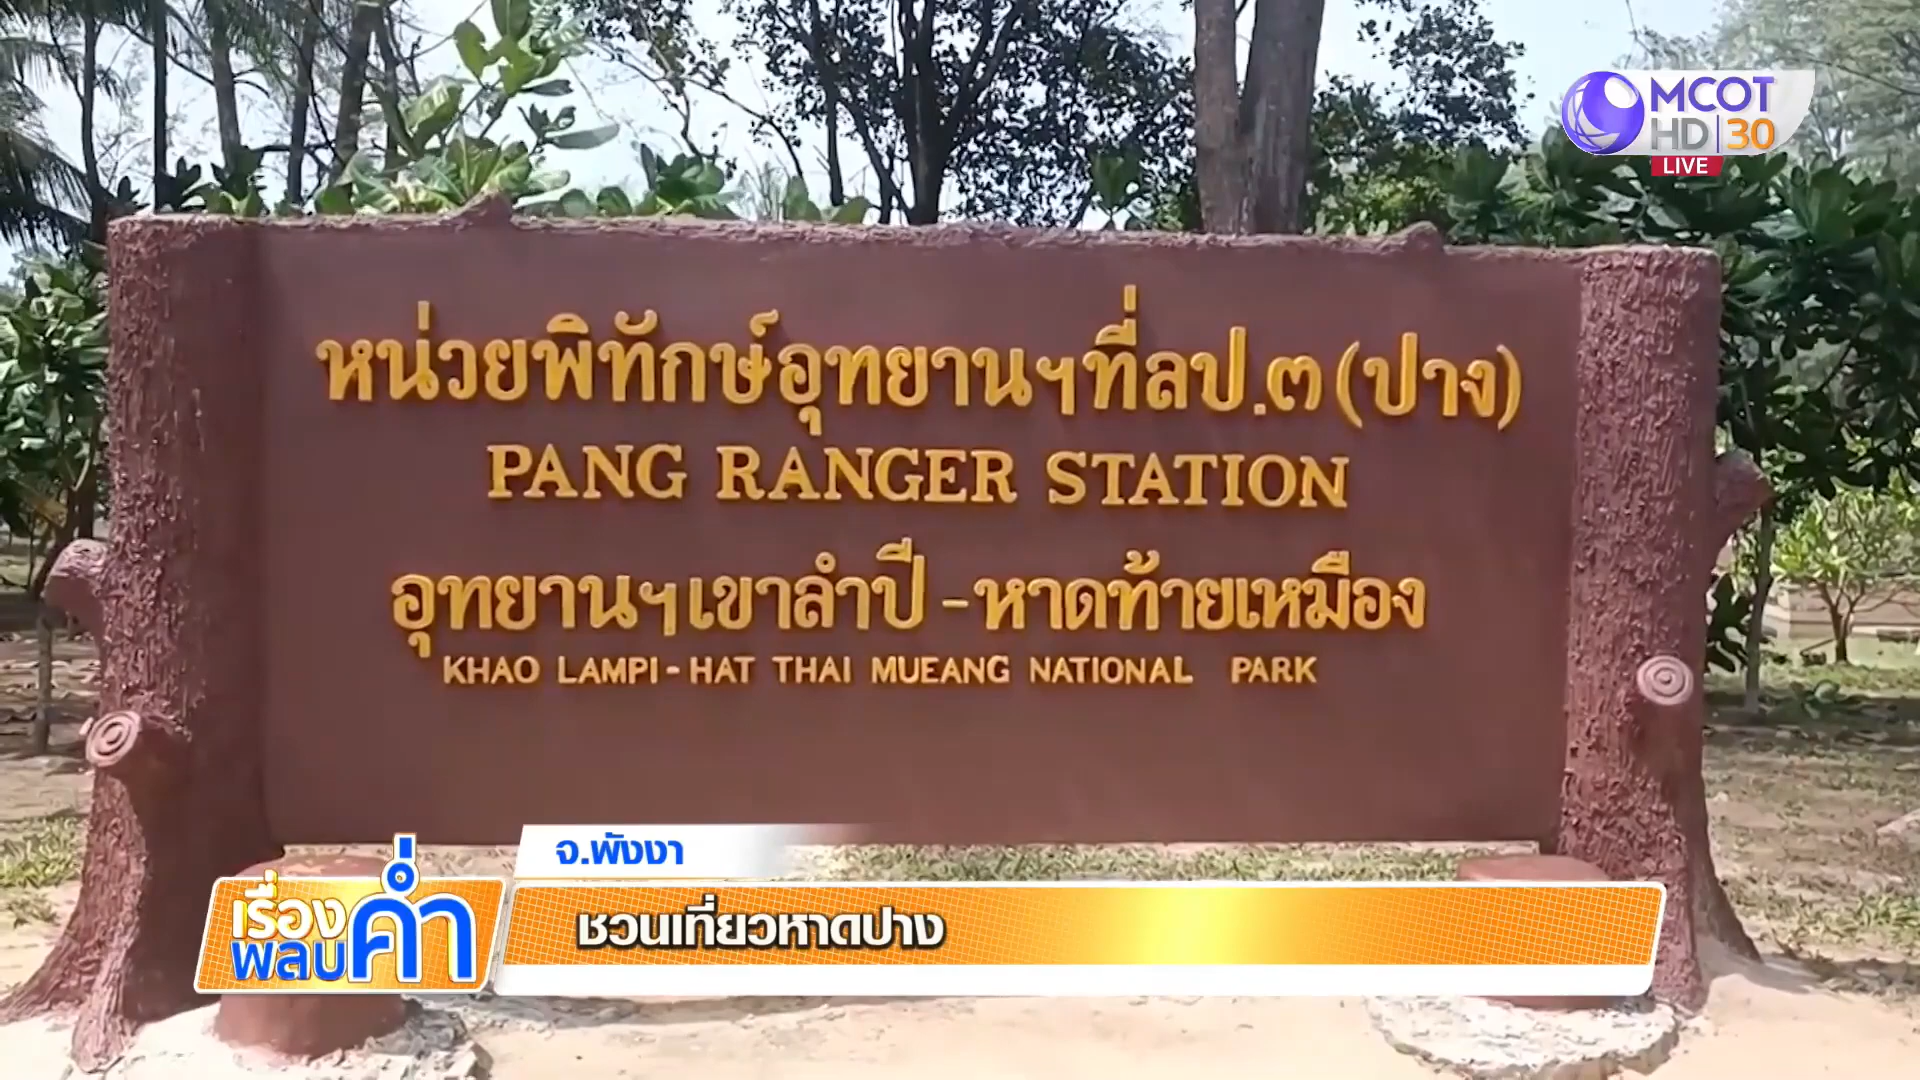 MCOT
HD 30
LIVE
หน่วยพิทักษ์อุทยานฯที่ลป.๓(ปาง)
PANG RANGER STATION
อุทยานฯเขาลำปี-หาดท้ายเหมือง
KHAO LAMPI-HAT THAI MUEANG NATIONAL PARK
จ.พังงา
เรื่อง
พลบ
ค่ำ
ชวนเที่ยวหาดปาง